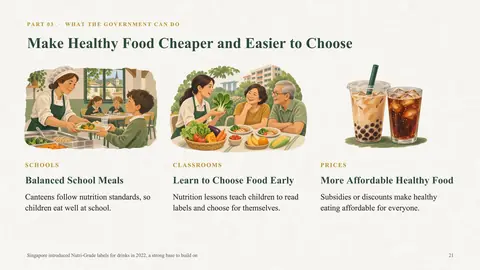 PART 03 · WHAT THE GOVERNMENT CAN DO
Make Healthy Food Cheaper and Easier to Choose
SCHOOLS
Balanced School Meals
Canteens follow nutrition standards, so
children eat well at school.
CLASSROOMS
Learn to Choose Food Early
Nutrition lessons teach children to read
labels and choose for themselves.
PRICES
More Affordable Healthy Food
Subsidies or discounts make healthy
eating affordable for everyone.
Singapore introduced Nutri-Grade labels for drinks in 2022, a strong base to build on
21